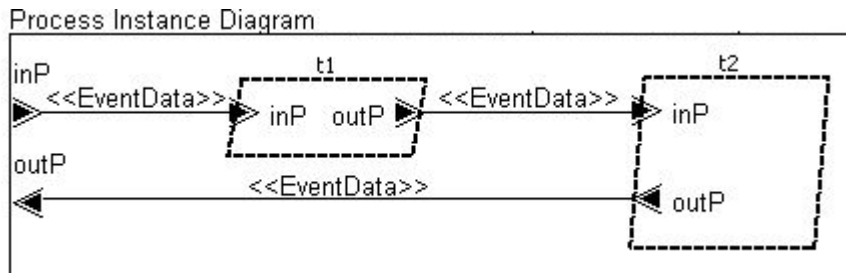 Process Instance Diagram
inP
<<EventData>>
t1
inP outP
<<EventData>>
t2
inP
outP
<<EventData>>
outP